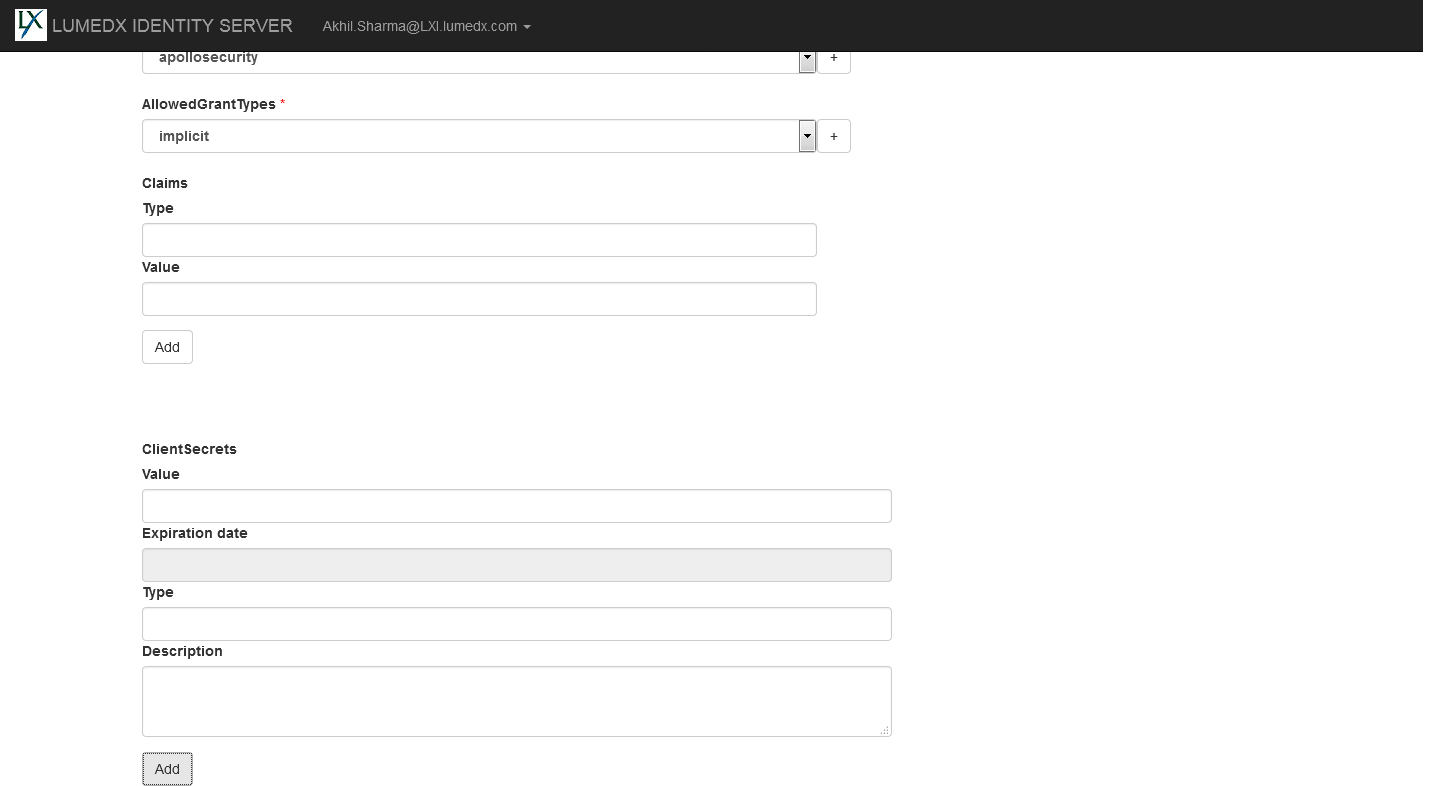 LX LUMEDX IDENTITY SERVER Akhil.Sharma@LXI.lumedx.com
apollosecurity +
AllowedGrantTypes *
implicit +
Claims
Type
Value
Add
ClientSecrets
Value
Expiration date
Type
Description
Add